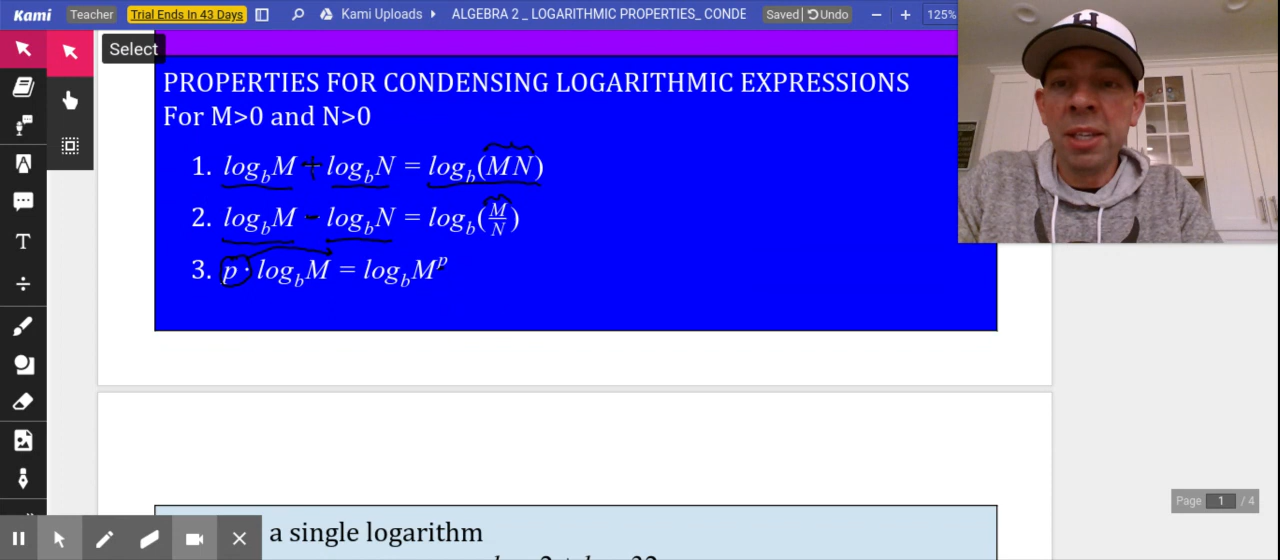 Kami Teacher Trial Ends In 43 Days Kami Uploads ALGEBRA 2 _ LOGARITHMIC PROPERTIES_ CONDE Saved Undo 125%
Select
PROPERTIES FOR CONDENSING LOGARITHMIC EXPRESSIONS
For M>0 and N>0
1. log_b M + log_b N = log_b(MN)
2. log_b M - log_b N = log_b(M/N)
3. p · log_b M = log_b M^p
Page 1 / 4
a single logarithm